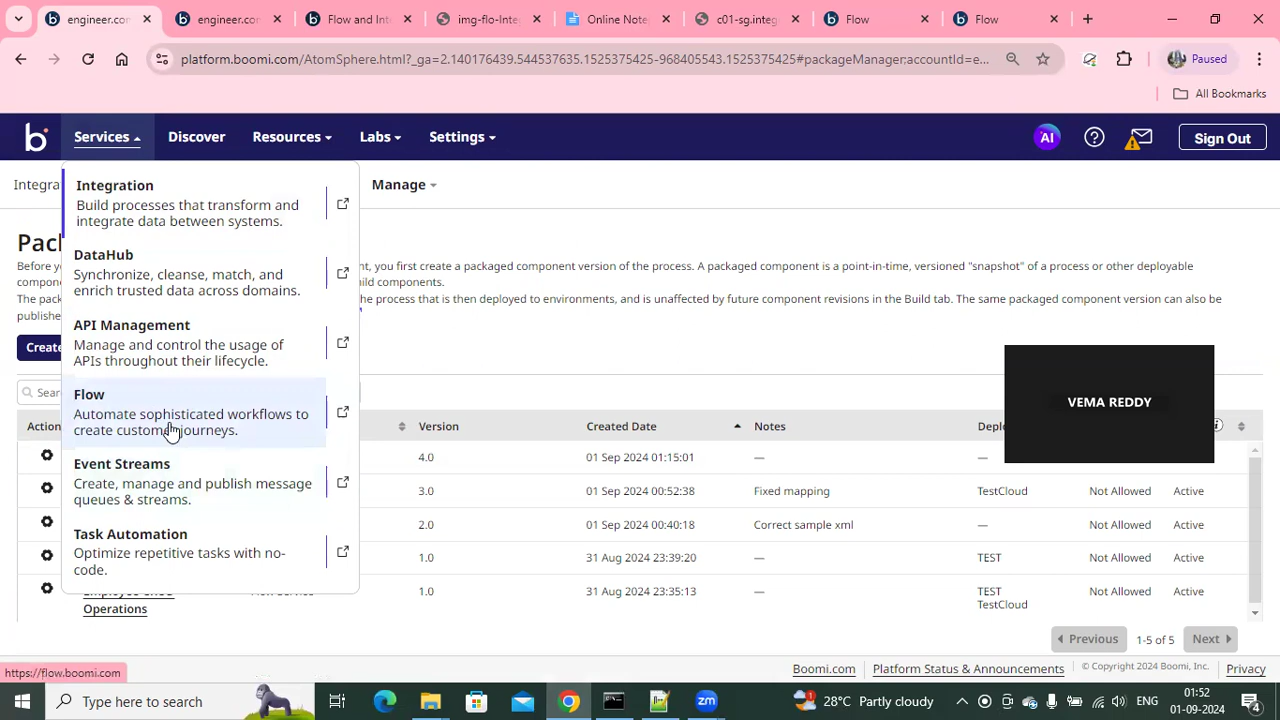 engineer.con
engineer.con
Flow and Int
img-flo-Inte
Online Note
c01-sg.integ
Flow
Flow
platform.boomi.com/AtomSphere.html?_ga=2.140176439.544537635.1525375425-968405543.1525375425#packageManager:accountId=e...
Paused
All Bookmarks
Services
Discover
Resources
Labs
Settings
AI
Sign Out
Integra
Manage
Integration
Build processes that transform and
integrate data between systems.
DataHub
Synchronize, cleanse, match, and
enrich trusted data across domains.
API Management
Manage and control the usage of
APIs throughout their lifecycle.
Flow
Automate sophisticated workflows to
create customer journeys.
Event Streams
Create, manage and publish message
queues & streams.
Task Automation
Optimize repetitive tasks with no-
code.
Pac
Before yo
nt, you first create a packaged component version of the process. A packaged component is a point-in-time, versioned "snapshot" of a process or other deployable
compon
ild components.
The pack
the process that is then deployed to environments, and is unaffected by future component revisions in the Build tab. The same packaged component version can also be
publishe
Create
Sear
VEMA REDDY
Action
Version
Created Date
Notes
Deplo
4.0
01 Sep 2024 01:15:01
—
—
Not Allowed
Active
3.0
01 Sep 2024 00:52:38
Fixed mapping
TestCloud
Not Allowed
Active
2.0
01 Sep 2024 00:40:18
Correct sample xml
—
Not Allowed
Active
1.0
31 Aug 2024 23:39:20
—
TEST
Not Allowed
Active
Operations
1.0
31 Aug 2024 23:35:13
—
TEST
TestCloud
Not Allowed
Active
Previous
1-5 of 5
Next
https://flow.boomi.com
Boomi.com
Platform Status & Announcements
© Copyright 2024 Boomi, Inc.
Privacy
Type here to search
28°C Partly cloudy
ENG
01:52
01-09-2024
4